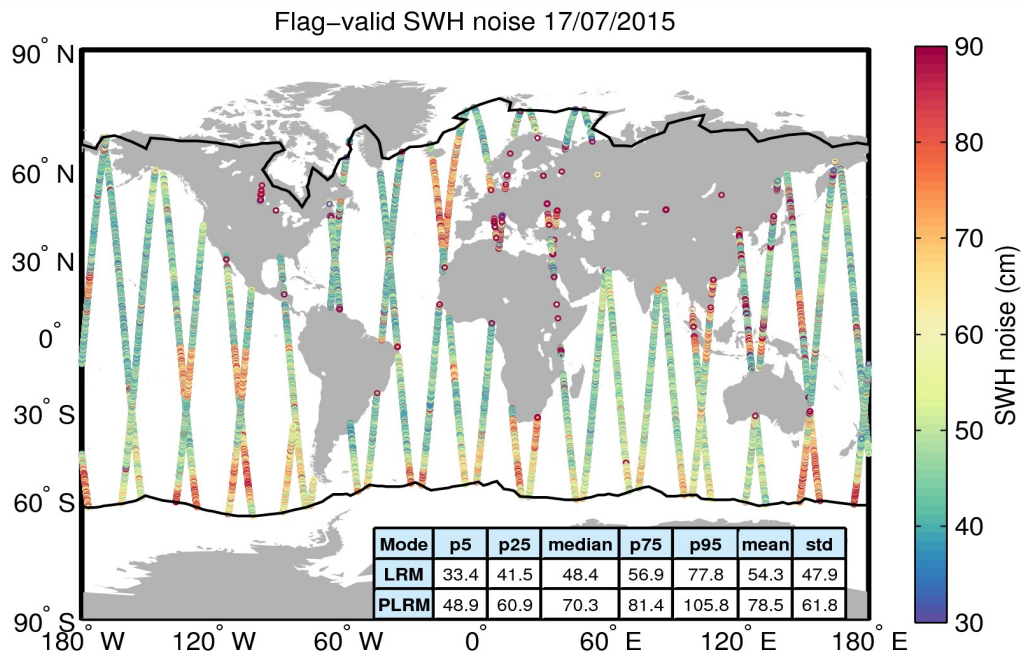 Flag−valid SWH noise 17/07/2015
90° N
60° N
30° N
0°
30° S
60° S
90° S
180° W
120° W
60° W
0°
60° E
120° E
180° E
Mode p5 p25 median p75 p95 mean std
LRM 33.4 41.5 48.4 56.9 77.8 54.3 47.9
PLRM 48.9 60.9 70.3 81.4 105.8 78.5 61.8
90
80
70
60
50
40
30
SWH noise (cm)